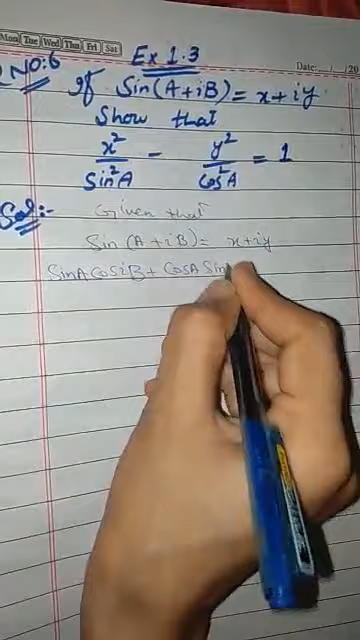 Mon Tue Wed Thu Fri Sat
Ex 1.3
Date: / / 20
Q No:6 If Sin(A+iB) = x+iy
Show that
x²/Sin²A - y²/Cos²A = 1
Sol:- Given that
Sin (A+iB) = x+iy
SinA CosiB + CosA Sin